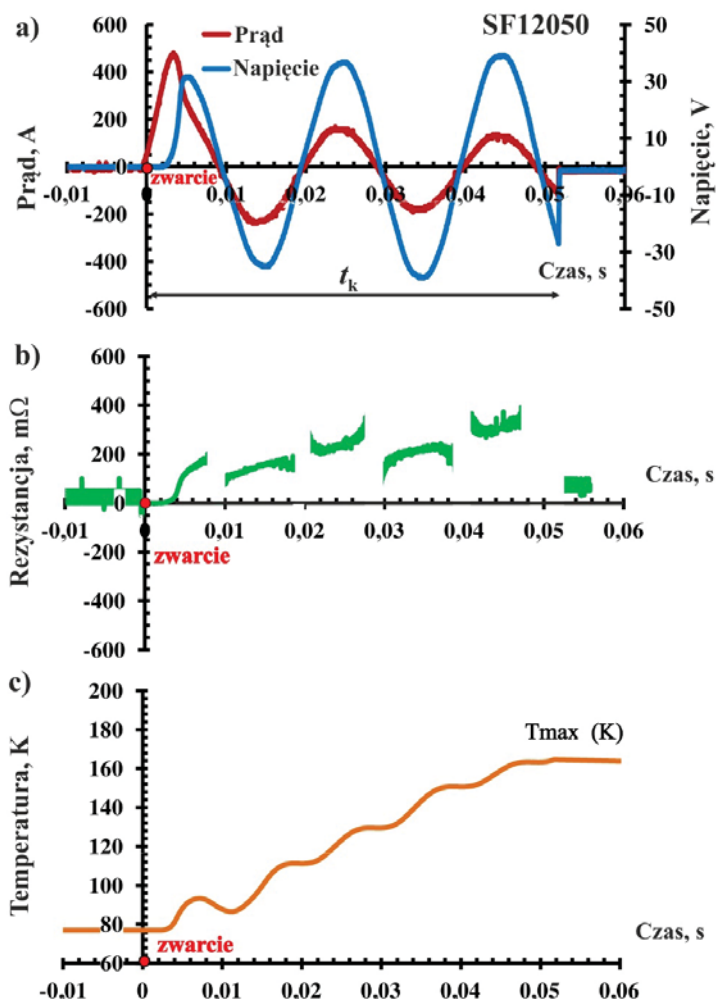 a)
SF12050
Prąd
Napięcie
600
400
200
0
-200
-400
-600
Prąd, A
50
30
10
-10
-30
-50
Napięcie, V
zwarcie
-0,01
0
0,01
0,02
0,03
0,04
0,05
0,06
Czas, s
tk
b)
600
400
200
0
-200
-400
-600
Rezystancja, mΩ
Czas, s
-0,01
0
0,01
0,02
0,03
0,04
0,05
0,06
zwarcie
c)
200
180
160
140
120
100
80
60
Temperatura, K
Tmax (K)
zwarcie
Czas, s
-0,01
0
0,01
0,02
0,03
0,04
0,05
0,06